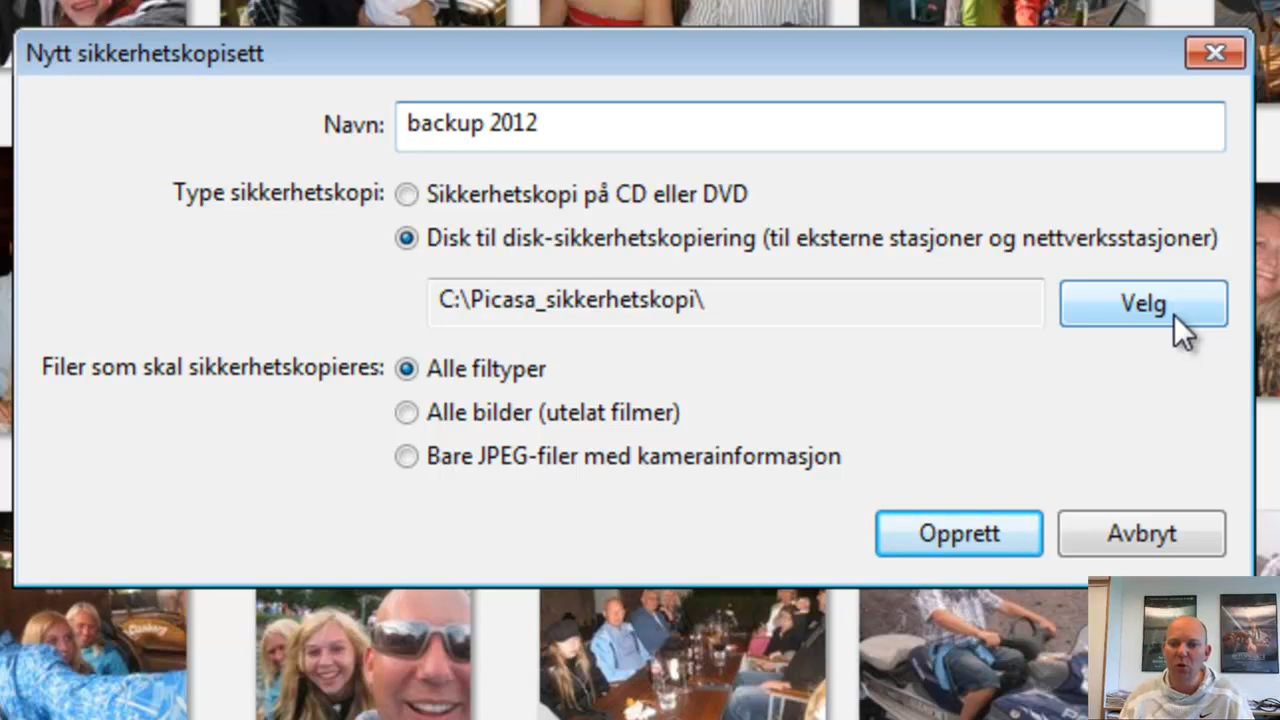 Nytt sikkerhetskopisett
Navn: backup 2012
Type sikkerhetskopi: Sikkerhetskopi på CD eller DVD
Disk til disk-sikkerhetskopiering (til eksterne stasjoner og nettverksstasjoner)
C:\Picasa_sikkerhetskopi\ Velg
Filer som skal sikkerhetskopieres: Alle filtyper
Alle bilder (utelat filmer)
Bare JPEG-filer med kamerainformasjon
Opprett Avbryt